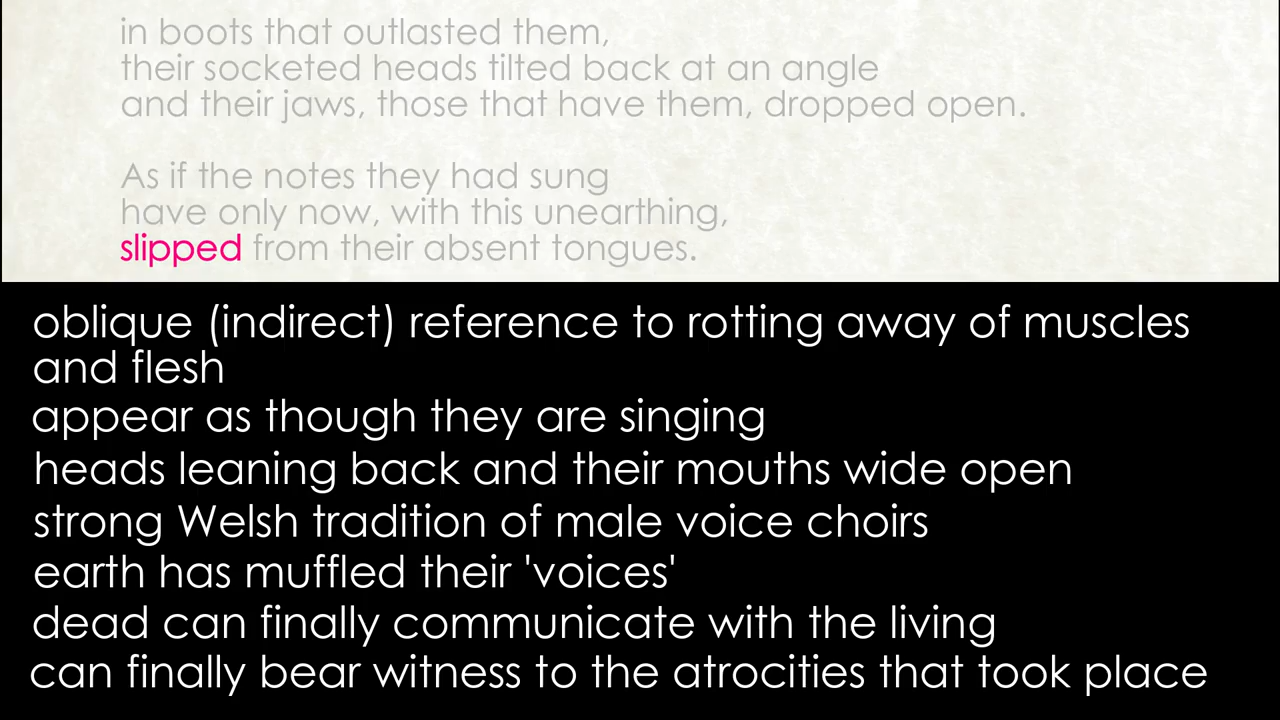 in boots that outlasted them,
their socketed heads tilted back at an angle
and their jaws, those that have them, dropped open.
As if the notes they had sung
have only now, with this unearthing,
slipped from their absent tongues.
oblique (indirect) reference to rotting away of muscles
and flesh
appear as though they are singing
heads leaning back and their mouths wide open
strong Welsh tradition of male voice choirs
earth has muffled their 'voices'
dead can finally communicate with the living
can finally bear witness to the atrocities that took place